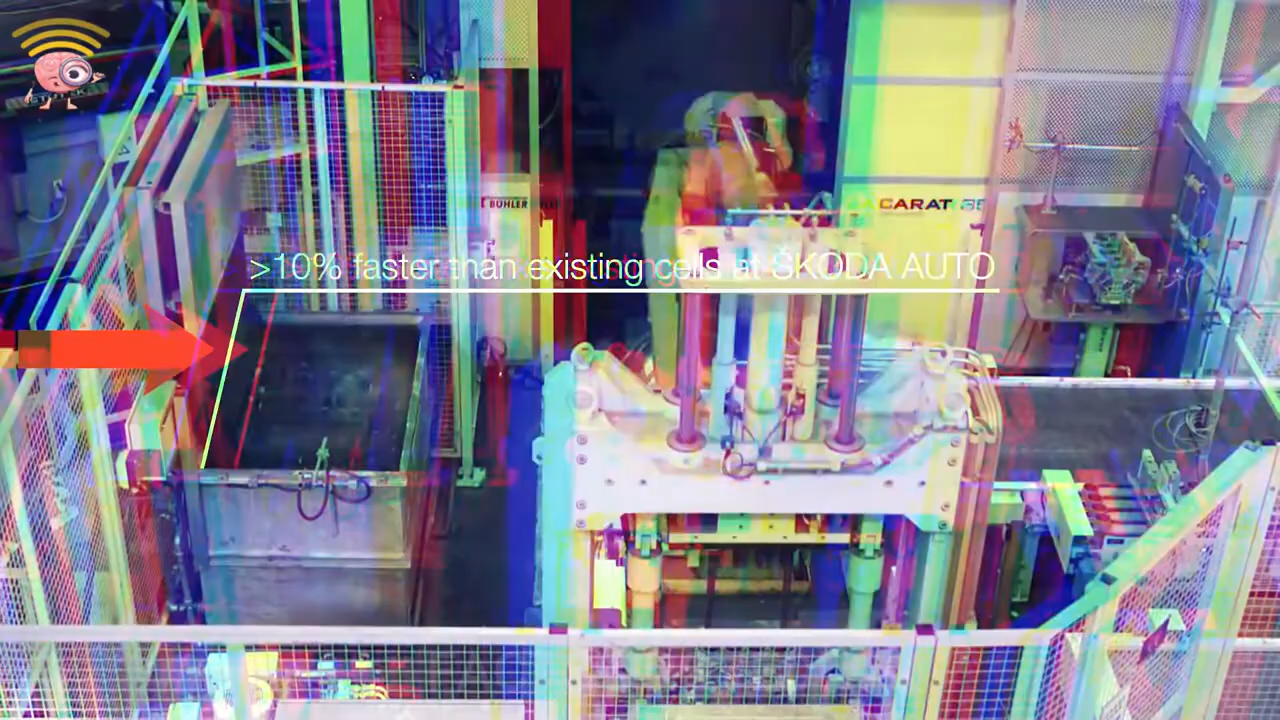 BÜHLER
CARAT
>10% faster than existing cells at ŠKODA AUTO